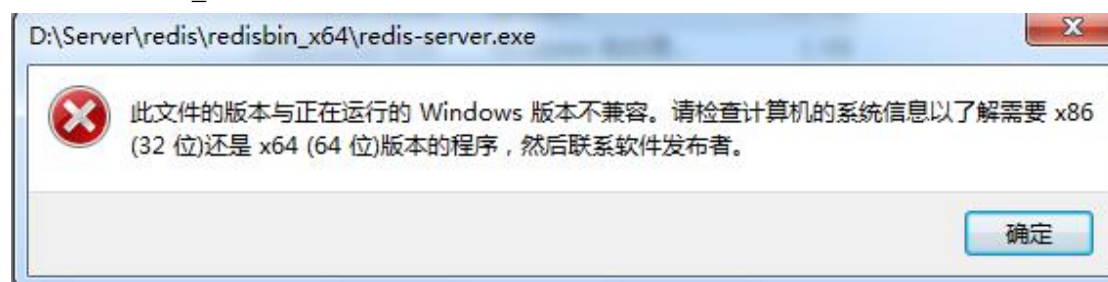 D:\Server\redis\redisbin_x64\redis-server.exe
此文件的版本与正在运行的 Windows 版本不兼容。请检查计算机的系统信息以了解需要 x86
(32 位)还是 x64 (64 位)版本的程序，然后联系软件发布者。
确定